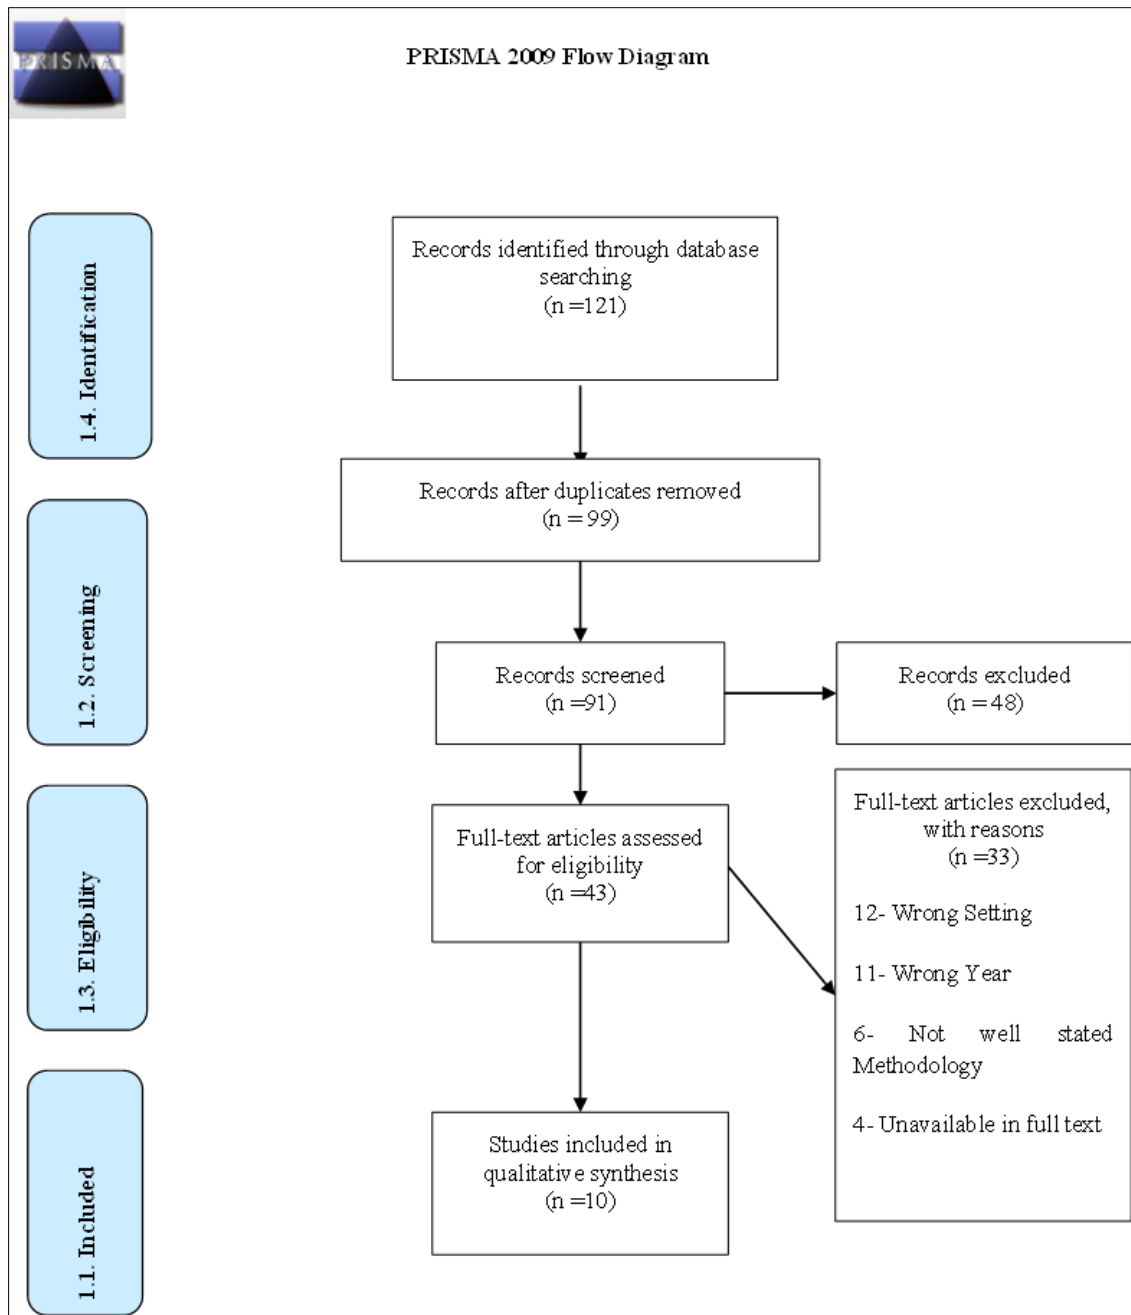 PRISMA
PRISMA 2009 Flow Diagram
1.4. Identification
Records identified through database
searching
(n =121)
Records after duplicates removed
(n = 99)
1.2. Screening
Records screened
(n =91)
Records excluded
(n = 48)
1.3. Eligibility
Full-text articles assessed
for eligibility
(n =43)
Full-text articles excluded,
with reasons
(n =33)
12- Wrong Setting
11- Wrong Year
6- Not well stated
Methodology
4- Unavailable in full text
1.1. Included
Studies included in
qualitative synthesis
(n =10)